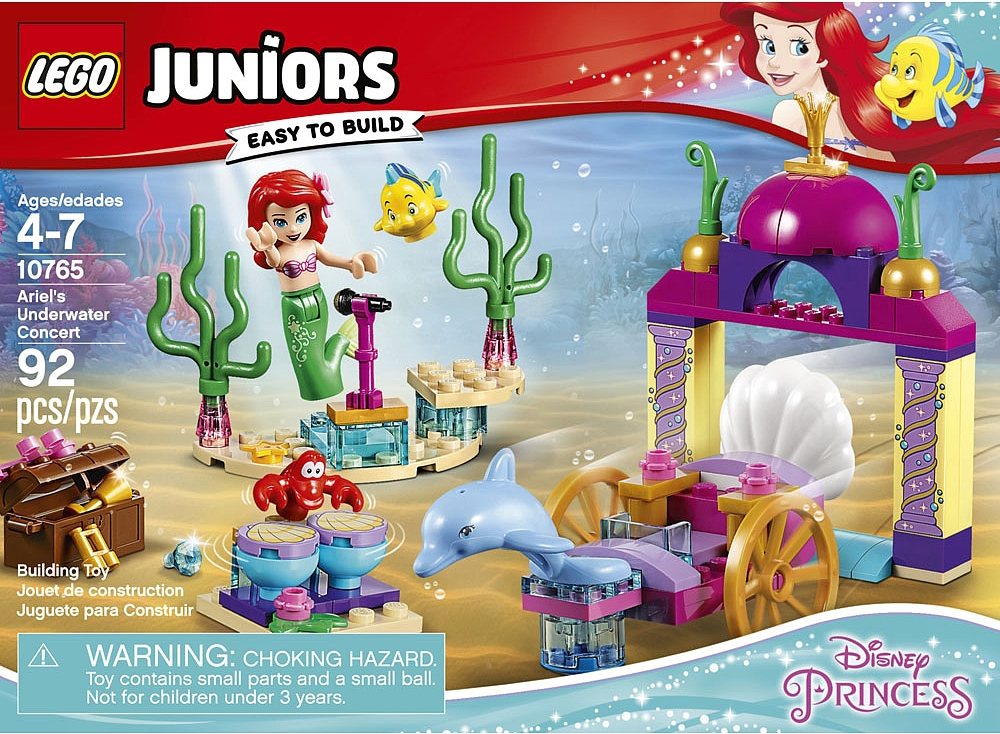 LEGO
JUNIORS
EASY TO BUILD
Ages/edades
4-7
10765
Ariel's
Underwater
Concert
92
pcs/pzs
Building Toy
Jouet de construction
Juguete para Construir
WARNING: CHOKING HAZARD.
Toy contains small parts and a small ball.
Not for children under 3 years.
Disney
PRINCESS